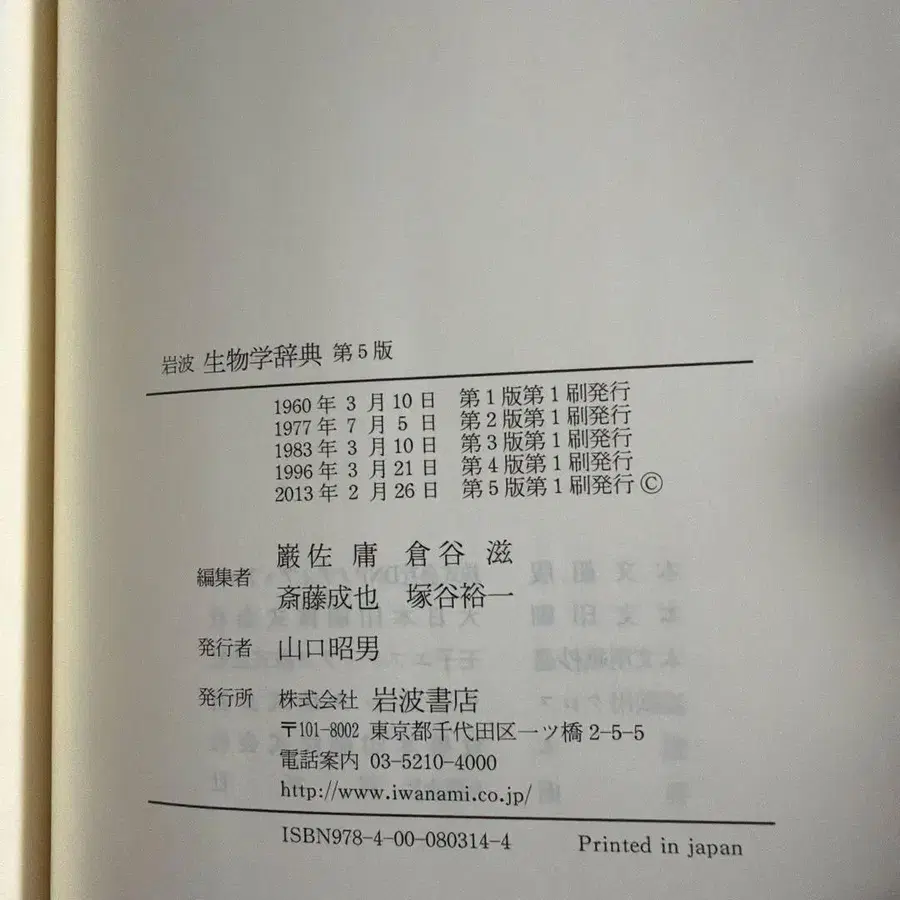 岩波 生物学辞典 第5版
1960年3月10日 第1版第1刷発行
1977年7月5日 第2版第1刷発行
1983年3月10日 第3版第1刷発行
1996年3月21日 第4版第1刷発行
2013年2月26日 第5版第1刷発行 ©
編集者 巌佐 庸 倉谷 滋
斎藤成也 塚谷裕一
発行者 山口昭男
発行所 株式会社 岩波書店
〒101-8002 東京都千代田区一ツ橋2-5-5
電話案内 03-5210-4000
http://www.iwanami.co.jp/
ISBN978-4-00-080314-4 Printed in japan